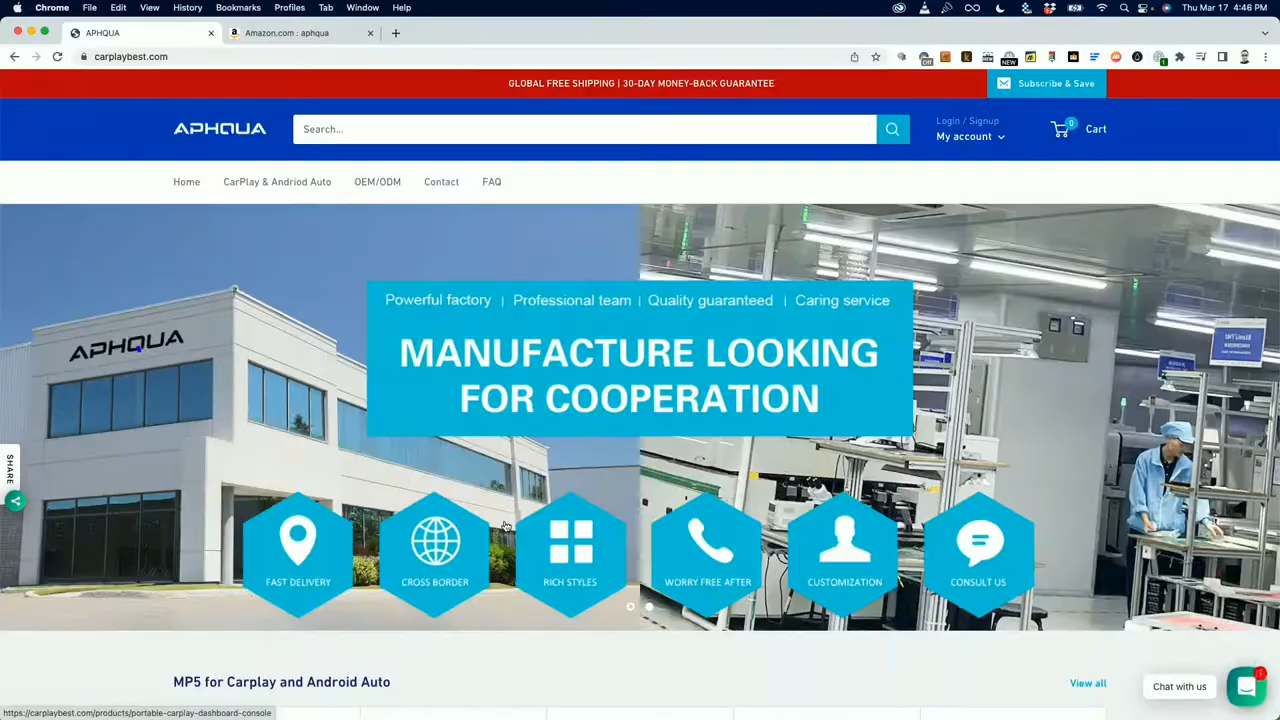 Chrome File Edit View History Bookmarks Profiles Tab Window Help Thu Mar 17 4:46 PM
APHQUA Amazon.com : aphqua
carplaybest.com Off NEW 1
GLOBAL FREE SHIPPING | 30-DAY MONEY-BACK GUARANTEE Subscribe & Save
APHQUA Search... Login / Signup
My account 0 Cart
Home CarPlay & Andriod Auto OEM/ODM Contact FAQ
Powerful factory | Professional team | Quality guaranteed | Caring service
MANUFACTURE LOOKING
FOR COOPERATION
APHQUA
SHARE
FAST DELIVERY CROSS BORDER RICH STYLES WORRY FREE AFTER CUSTOMIZATION CONSULT US
MP5 for Carplay and Android Auto View all
Chat with us 1
https://carplaybest.com/products/portable-carplay-dashboard-console